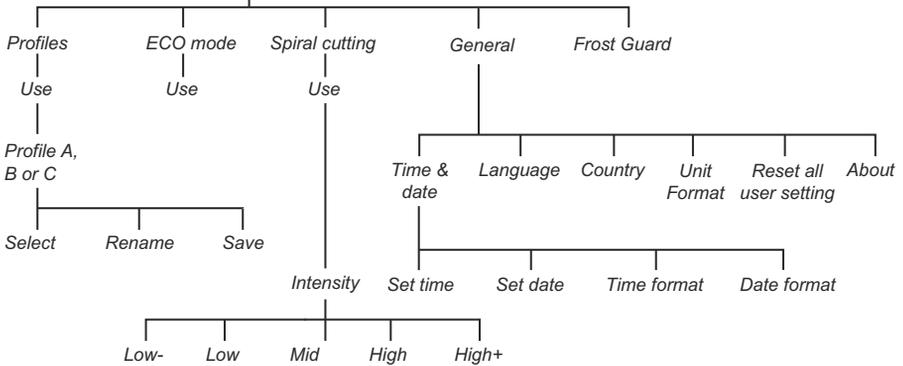 Profiles
ECO mode
Spiral cutting
General
Frost Guard
Use
Use
Use
Profile A,
B or C
Time &
date
Language
Country
Unit
Format
Reset all
user setting
About
Select
Rename
Save
Intensity
Set time
Set date
Time format
Date format
Low-
Low
Mid
High
High+